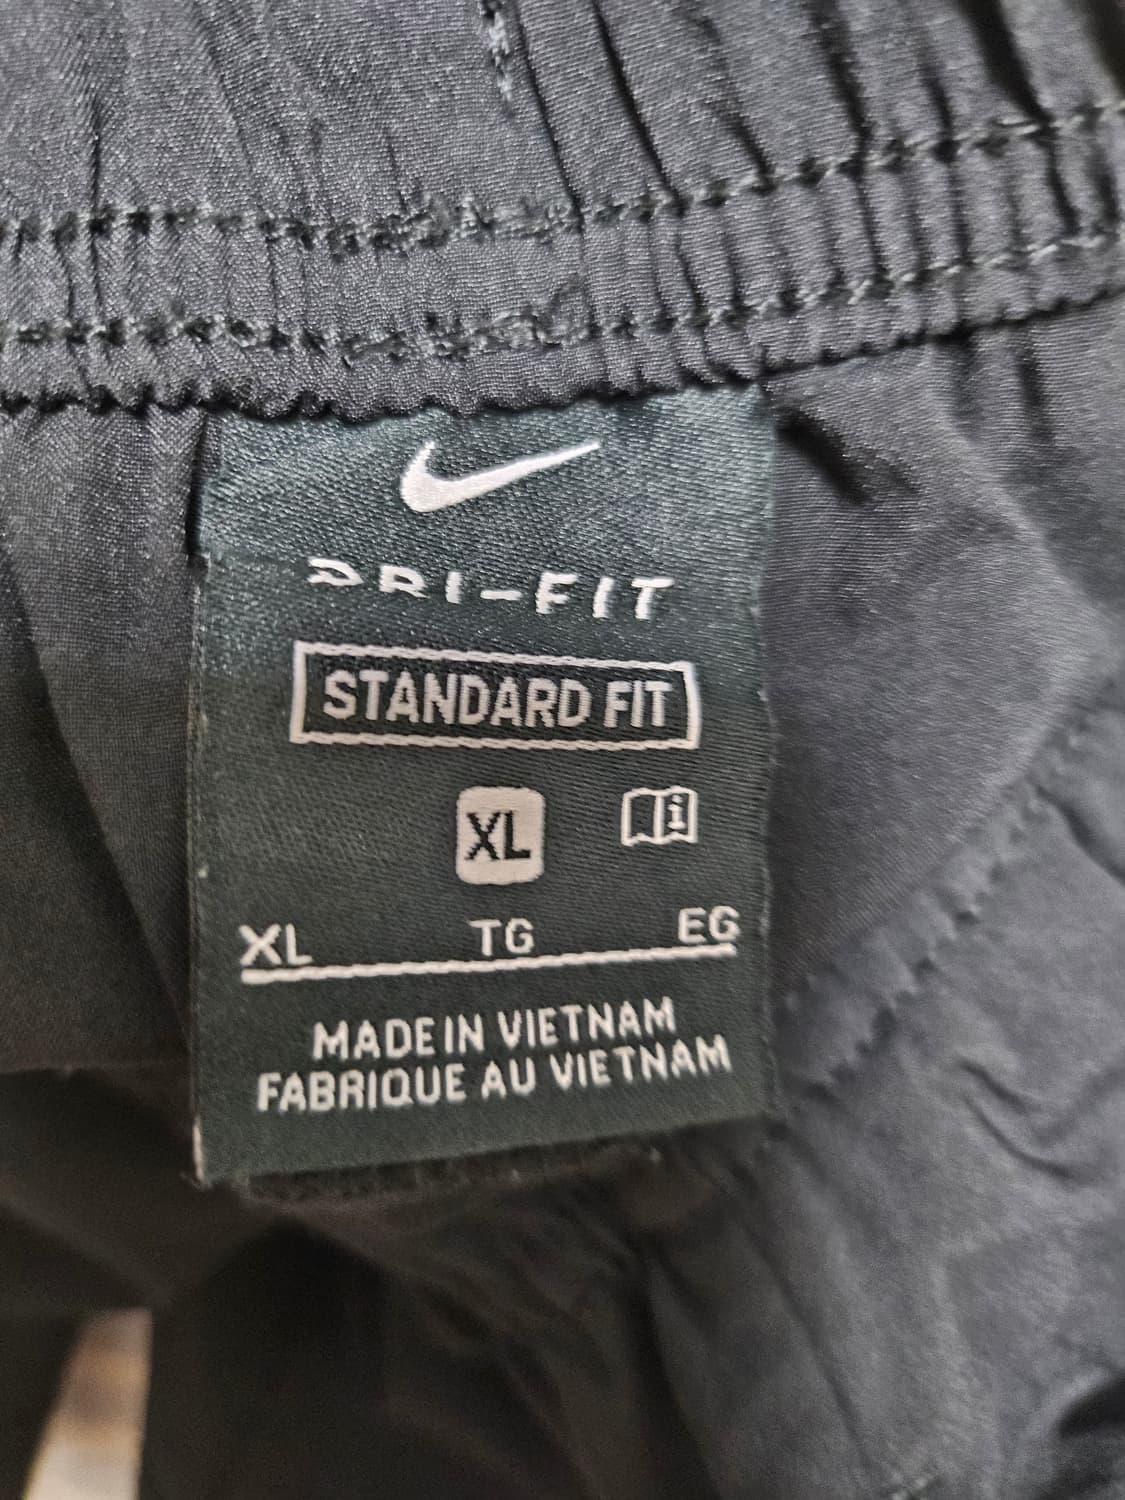 DRI-FIT
STANDARD FIT
XL
XL TG EG
MADE IN VIETNAM
FABRIQUE AU VIETNAM